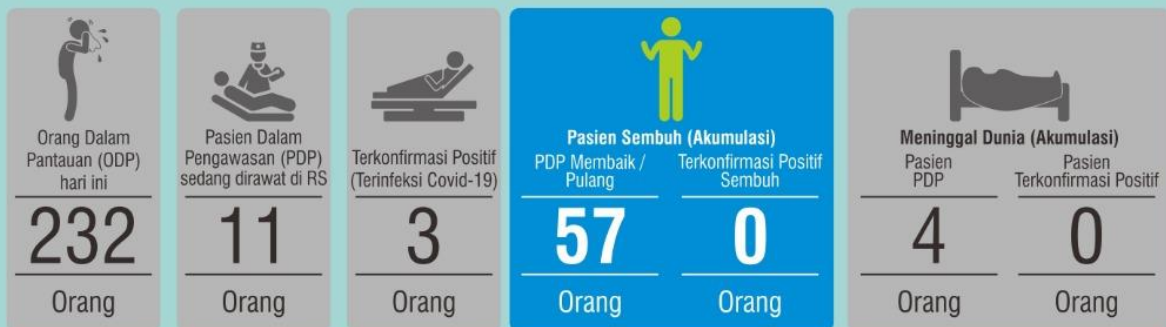 Orang Dalam
Pantauan (ODP)
hari ini
232
Orang
Pasien Dalam
Pengawasan (PDP)
sedang dirawat di RS
11
Orang
Terkonfirmasi Positif
(Terinfeksi Covid-19)
3
Orang
Pasien Sembuh (Akumulasi)
PDP Membaik /
Pulang
57
Orang
Terkonfirmasi Positif
Sembuh
0
Orang
Meninggal Dunia (Akumulasi)
Pasien
PDP
4
Orang
Pasien
Terkonfirmasi Positif
0
Orang